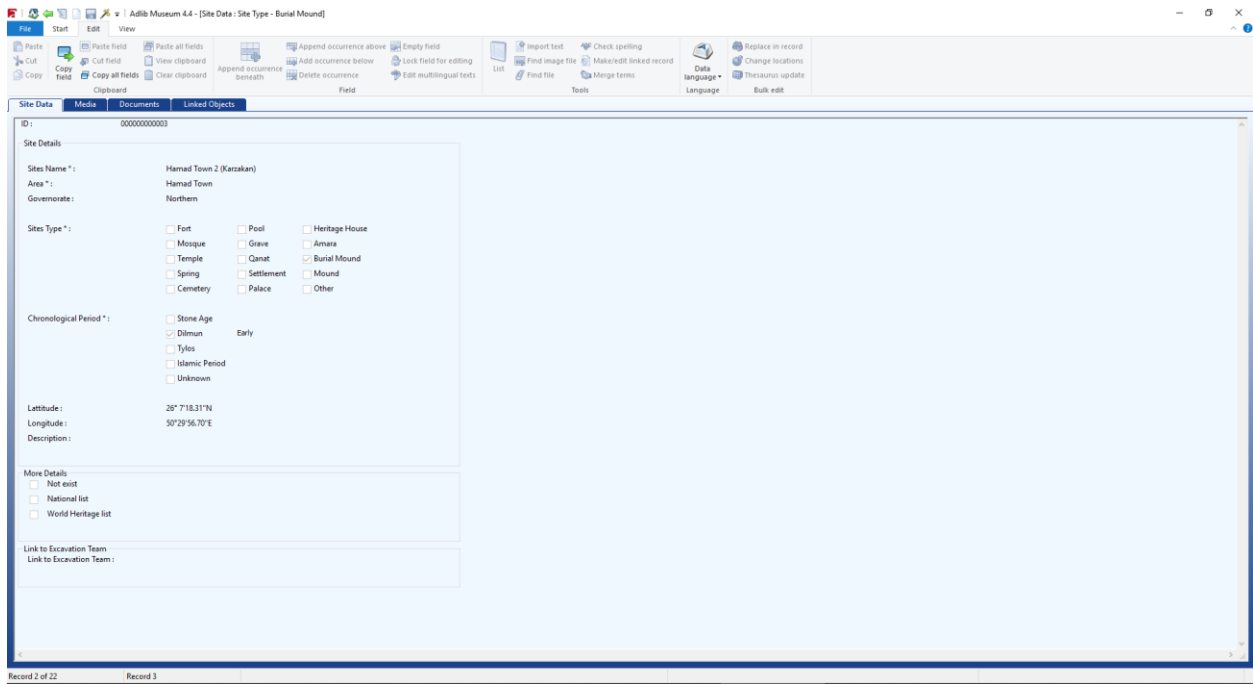 Adlib Museum 4.4 - [Site Data : Site Type - Burial Mound]
File Start Edit View
Paste Paste field Paste all fields Append occurrence above Empty field Import text Check spelling Replace in record
Cut Cut field View clipboard Add occurrence below Lock field for editing Find image file Make/edit linked record Change locations
Copy Copy field Copy all fields Clear clipboard Append occurrence beneath Delete occurrence Edit multilingual texts List Find file Merge terms Data language Thesaurus update
Clipboard Field Tools Language Bulk edit
Site Data Media Documents Linked Objects
ID : 000000000003
Site Details
Sites Name * : Hamad Town 2 (Karzakan)
Area * : Hamad Town
Governorate : Northern
Sites Type * : Fort Pool Heritage House
Mosque Grave Amara
Temple Qanat Burial Mound
Spring Settlement Mound
Cemetery Palace Other
Chronological Period * : Stone Age
Dilmun Early
Tylos
Islamic Period
Unknown
Lattitude : 26° 7'18.31"N
Longitude : 50°29'56.70"E
Description :
More Details
Not exist
National list
World Heritage list
Link to Excavation Team
Link to Excavation Team :
Record 2 of 22 Record 3